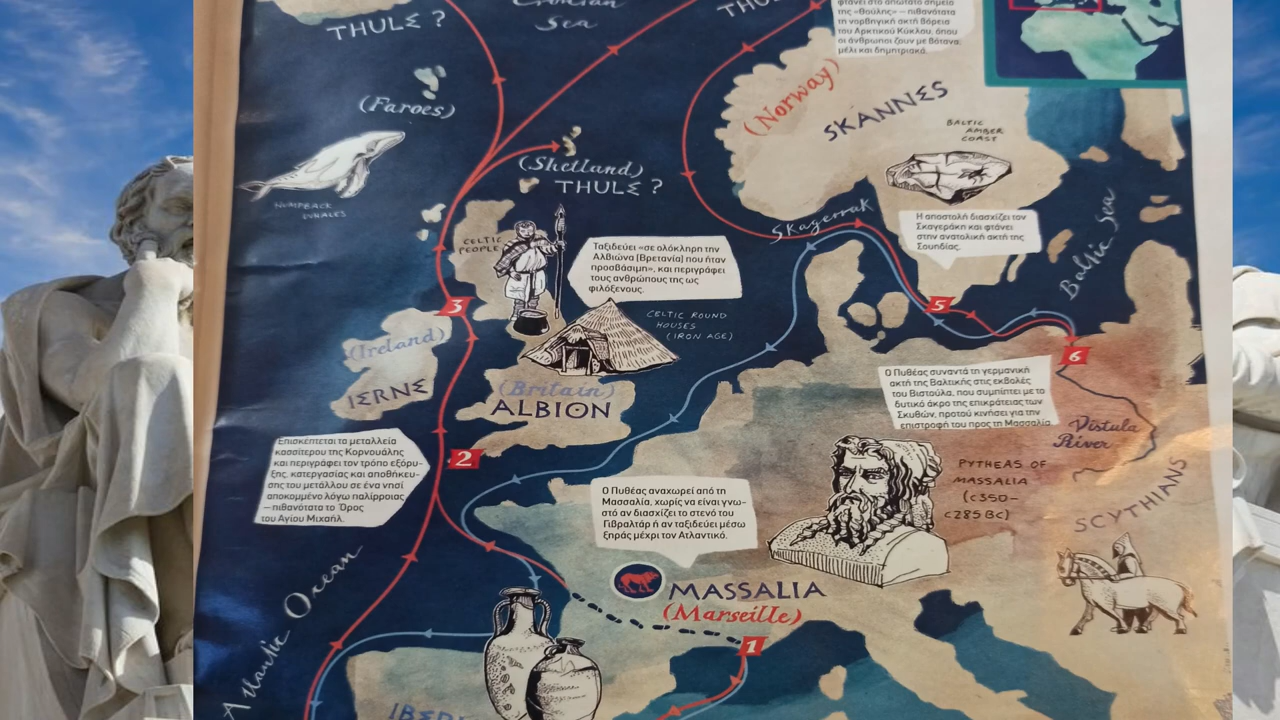 THULE ?
Cronian
Sea
THU
φτάνει στο απώτατο σημείο
της «Θούλης» – πιθανότατα
τη νορβηγική ακτή βόρεια
του Αρκτικού Κύκλου, όπου
οι άνθρωποι ζουν με βότανα,
μέλι και δημητριακά.
(Faroes)
(Norway)
SKANNES
BALTIC
AMBER
COAST
HUMPBACK
WHALES
(Shetland)
THULE ?
Skagerrak
Η αποστολή διασχίζει τον
Σκαγεράκη και φτάνει
στην ανατολική ακτή της
Σουηδίας.
Baltic Sea
CELTIC
PEOPLE
Ταξιδεύει «σε ολόκληρη την
Αλβιώνα [Βρετανία] που ήταν
προσβάσιμη», και περιγράφει
τους ανθρώπους της ως
φιλόξενους.
3
5
CELTIC ROUND
HOUSES
(IRON AGE)
(Ireland)
IERNE
6
(Britain)
ALBION
Ο Πυθέας συναντά τη γερμανική
ακτή της Βαλτικής στις εκβολές
του Βιστούλα, που συμπίπτει με το
δυτικό άκρο της επικράτειας των
Σκυθών, προτού κινήσει για την
επιστροφή του προς τη Μασσαλία.
Vistula
River
Επισκέπτεται τα μεταλλεία
κασσίτερου της Κορνουάλης
και περιγράφει τον τρόπο εξόρυ-
ξης, κατεργασίας και αποθήκευ-
σης του μετάλλου σε ένα νησί
αποκομμένο λόγω παλίρροιας
– πιθανότατα το Όρος
του Αγίου Μιχαήλ.
2
PYTHEAS OF
MASSALIA
(c350–
c285 BC)
SCYTHIANS
Ο Πυθέας αναχωρεί από τη
Μασσαλία, χωρίς να είναι γνω-
στό αν διασχίζει το στενό του
Γιβραλτάρ ή αν ταξιδεύει μέσω
ξηράς μέχρι τον Ατλαντικό.
Atlantic Ocean
MASSALIA
(Marseille)
1
IBERI